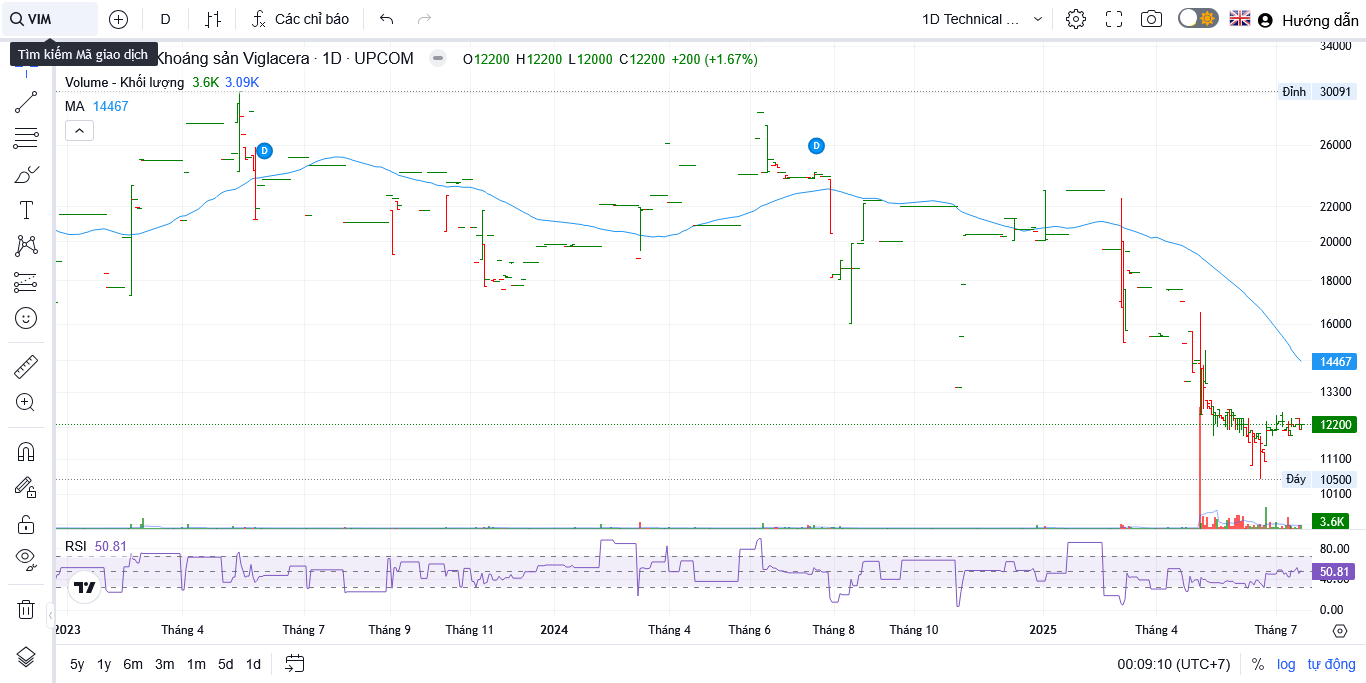 VIM
D
Các chỉ báo
1D Technical ...
Hướng dẫn
Tìm kiếm Mã giao dịch
Khoáng sản Viglacera · 1D · UPCOM
O12200 H12200 L12000 C12200 +200 (+1.67%)
Volume - Khối lượng 3.6K 3.09K
MA 14467
D
D
34000
Đỉnh 30091
26000
22000
20000
18000
16000
14467
13300
12200
11100
Đáy 10500
10100
3.6K
RSI 50.81
80.00
50.81
40.00
0.00
2023 Tháng 4 Tháng 7 Tháng 9 Tháng 11 2024 Tháng 4 Tháng 6 Tháng 8 Tháng 10 2025 Tháng 4 Tháng 7
5y 1y 6m 3m 1m 5d 1d
00:09:10 (UTC+7) % log tự động